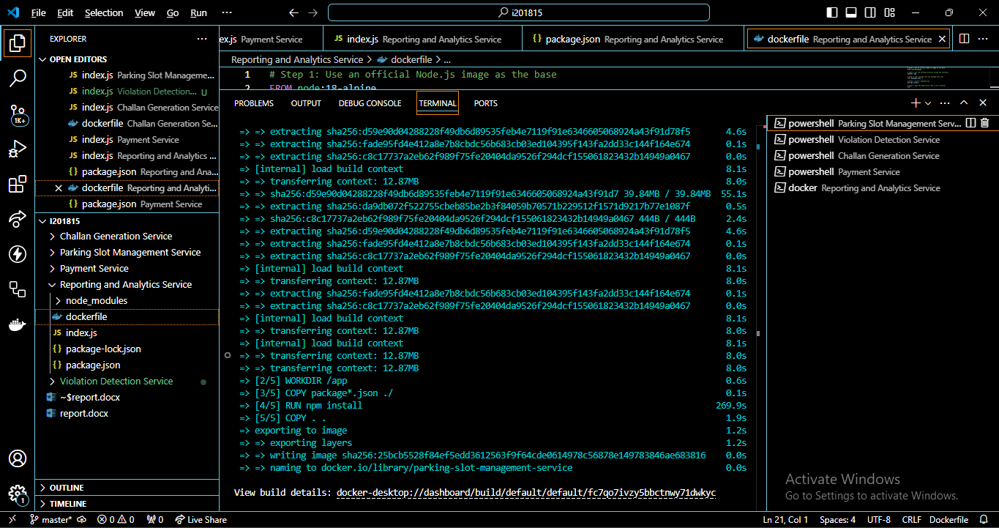 File Edit Selection View Go Run ··· i201815
EXPLORER ···
OPEN EDITORS
JS index.js Parking Slot Manageme...
JS index.js Violation Detection... U
JS index.js Challan Generation Service
dockerfile Challan Generation Se...
JS index.js Payment Service
JS index.js Reporting and Analytics ...
{} package.json Reporting and Ana...
dockerfile Reporting and Analyti...
{} package.json Payment Service
I201815
Challan Generation Service
Parking Slot Management Service
Payment Service
Reporting and Analytics Service
node_modules
dockerfile
JS index.js
{} package-lock.json
{} package.json
Violation Detection Service
~$report.docx
report.docx
OUTLINE
TIMELINE
ex.js Payment Service JS index.js Reporting and Analytics Service {} package.json Reporting and Analytics Service dockerfile Reporting and Analytics Service
Reporting and Analytics Service > dockerfile > ...
1 # Step 1: Use an official Node.js image as the base
2 FROM node:18-alpine
PROBLEMS OUTPUT DEBUG CONSOLE TERMINAL PORTS
=> => extracting sha256:d59e90d04288228f49db6d89535feb4e7119f91e6346605068924a43f91d78f5 4.6s
=> => extracting sha256:fade95fd4e412a8e7b8cbdc56b683cb03ed104395f143fa2dd33c144f164e674 0.1s
=> => extracting sha256:c8c17737a2eb62f989f75fe20404da9526f294dcf155061823432b14949a0467 0.0s
=> [internal] load build context 8.1s
=> => transferring context: 12.87MB 8.0s
=> => sha256:d59e90d04288228f49db6d89535feb4e7119f91e6346605068924a43f91d7 39.84MB / 39.84MB 55.1s
=> => extracting sha256:da9db072f522755cbeb85be2b3f84059b70571b229512f1571d9217b77e1087f 0.5s
=> => sha256:c8c17737a2eb62f989f75fe20404da9526f294dcf155061823432b14949a0467 444B / 444B 2.4s
=> => extracting sha256:d59e90d04288228f49db6d89535feb4e7119f91e6346605068924a43f91d78f5 4.6s
=> => extracting sha256:fade95fd4e412a8e7b8cbdc56b683cb03ed104395f143fa2dd33c144f164e674 0.1s
=> => extracting sha256:c8c17737a2eb62f989f75fe20404da9526f294dcf155061823432b14949a0467 0.0s
=> [internal] load build context 8.1s
=> => transferring context: 12.87MB 8.0s
=> => extracting sha256:fade95fd4e412a8e7b8cbdc56b683cb03ed104395f143fa2dd33c144f164e674 0.1s
=> => extracting sha256:c8c17737a2eb62f989f75fe20404da9526f294dcf155061823432b14949a0467 0.0s
=> [internal] load build context 8.1s
=> => transferring context: 12.87MB 8.0s
=> [internal] load build context 8.1s
=> => transferring context: 12.87MB 8.0s
=> => transferring context: 12.87MB 8.0s
=> [2/5] WORKDIR /app 0.6s
=> [3/5] COPY package*.json ./ 0.1s
=> [4/5] RUN npm install 269.9s
=> [5/5] COPY . . 1.9s
=> exporting to image 1.2s
=> => exporting layers 1.2s
=> => writing image sha256:25bcb5528f84ef5edd3612563f9f64cde0614978c56878e149783846ae683816 0.0s
=> => naming to docker.io/library/parking-slot-management-service 0.0s
View build details: docker-desktop://dashboard/build/default/default/fc7qo7ivzy5bbctnwy71dwkyc
powershell Parking Slot Management Serv...
powershell Violation Detection Service
powershell Challan Generation Service
powershell Payment Service
docker Reporting and Analytics Service
Activate Windows
Go to Settings to activate Windows.
1K+
1
master* 0 0 0 Live Share Ln 21, Col 1 Spaces: 4 UTF-8 CRLF Dockerfile